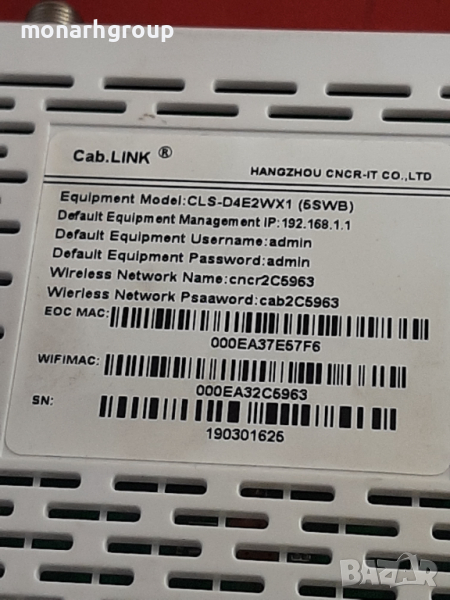 monarhgroup
Cab.LINK ®
HANGZHOU CNCR-IT CO.,LTD
Equipment Model:CLS-D4E2WX1 (5SWB)
Default Equipment Management IP:192.168.1.1
Default Equipment Username:admin
Default Equipment Password:admin
Wireless Network Name:cncr2C5963
Wierless Network Psaaword:cab2C5963
EOC MAC:
000EA37E57F6
WIFIMAC:
000EA32C5963
SN:
190301625
BAZAR